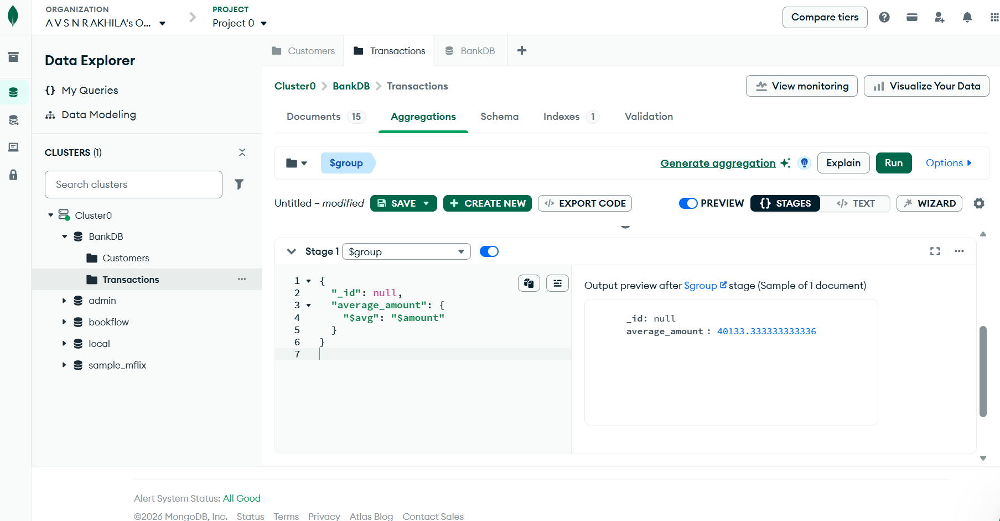 ORGANIZATION
A V S N R AKHILA's O...
PROJECT
Project 0
Compare tiers
Data Explorer
My Queries
Data Modeling
CLUSTERS (1)
Search clusters
Cluster0
BankDB
Customers
Transactions
admin
bookflow
local
sample_mflix
Customers
Transactions
BankDB
Cluster0 BankDB Transactions
View monitoring
Visualize Your Data
Documents 15
Aggregations
Schema
Indexes 1
Validation
$group
Generate aggregation
Explain
Run
Options
Untitled – modified
SAVE
CREATE NEW
</> EXPORT CODE
PREVIEW
{} STAGES
</> TEXT
WIZARD
Stage 1 $group
1 {
2 "_id": null,
3 "average_amount": {
4 "$avg": "$amount"
5 }
6 }
7
Output preview after $group stage (Sample of 1 document)
_id: null
average_amount : 40133.333333333336
Alert System Status: All Good
©2026 MongoDB, Inc. Status Terms Privacy Atlas Blog Contact Sales